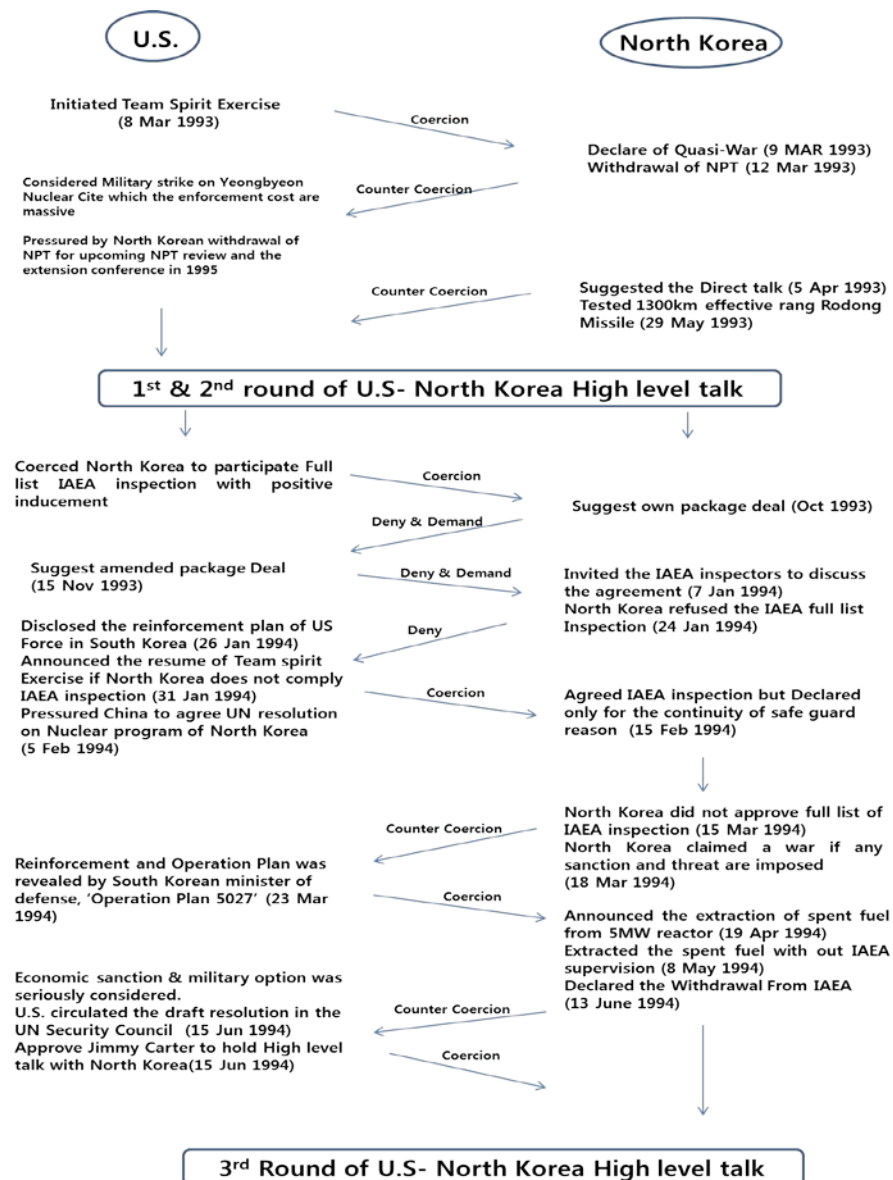 U.S.
North Korea
Initiated Team Spirit Exercise
(8 Mar 1993)
Coercion
Declare of Quasi-War (9 MAR 1993)
Withdrawal of NPT (12 Mar 1993)
Considered Military strike on Yeongbyeon
Nuclear Cite which the enforcement cost are
massive
Counter Coercion
Pressured by North Korean withdrawal of
NPT for upcoming NPT review and the
extension conference in 1995
Suggested the Direct talk (5 Apr 1993)
Tested 1300km effective rang Rodong
Missile (29 May 1993)
Counter Coercion
1st & 2nd round of U.S- North Korea High level talk
Coerced North Korea to participate Full
list IAEA inspection with positive
inducement
Coercion
Suggest own package deal (Oct 1993)
Deny & Demand
Suggest amended package Deal
(15 Nov 1993)
Deny & Demand
Invited the IAEA inspectors to discuss
the agreement (7 Jan 1994)
North Korea refused the IAEA full list
Inspection (24 Jan 1994)
Deny
Disclosed the reinforcement plan of US
Force in South Korea (26 Jan 1994)
Announced the resume of Team spirit
Exercise if North Korea does not comply
IAEA inspection (31 Jan 1994)
Pressured China to agree UN resolution
on Nuclear program of North Korea
(5 Feb 1994)
Coercion
Agreed IAEA inspection but Declared
only for the continuity of safe guard
reason (15 Feb 1994)
North Korea did not approve full list of
IAEA inspection (15 Mar 1994)
North Korea claimed a war if any
sanction and threat are imposed
(18 Mar 1994)
Counter Coercion
Reinforcement and Operation Plan was
revealed by South Korean minister of
defense, 'Operation Plan 5027' (23 Mar
1994)
Coercion
Announced the extraction of spent fuel
from 5MW reactor (19 Apr 1994)
Extracted the spent fuel with out IAEA
supervision (8 May 1994)
Declared the Withdrawal From IAEA
(13 June 1994)
Counter Coercion
Economic sanction & military option was
seriously considered.
U.S. circulated the draft resolution in the
UN Security Council (15 Jun 1994)
Approve Jimmy Carter to hold High level
talk with North Korea(15 Jun 1994)
Coercion
3rd Round of U.S- North Korea High level talk